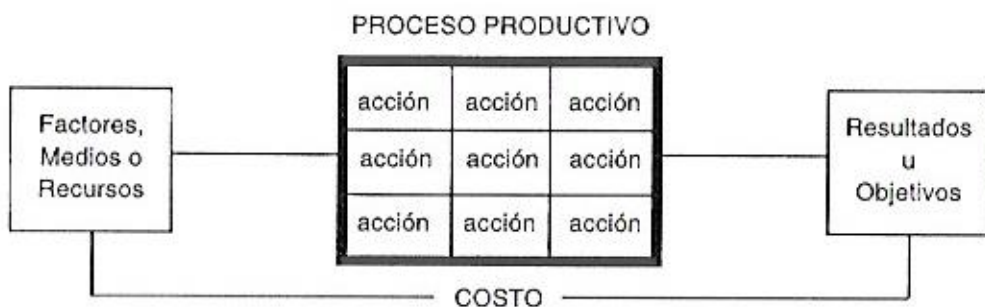 PROCESO PRODUCTIVO
Factores,
Medios o
Recursos
acción acción acción
acción acción acción
acción acción acción
Resultados
u
Objetivos
COSTO